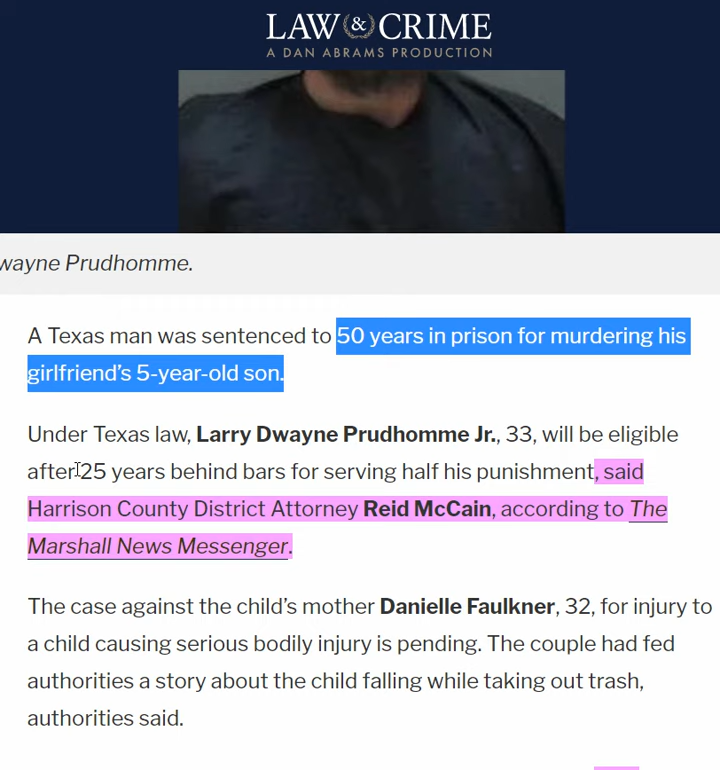 LAW & CRIME
A DAN ABRAMS PRODUCTION
wayne Prudhomme.
A Texas man was sentenced to 50 years in prison for murdering his
girlfriend’s 5-year-old son.
Under Texas law, Larry Dwayne Prudhomme Jr., 33, will be eligible
after 25 years behind bars for serving half his punishment, said
Harrison County District Attorney Reid McCain, according to The
Marshall News Messenger.
The case against the child’s mother Danielle Faulkner, 32, for injury to
a child causing serious bodily injury is pending. The couple had fed
authorities a story about the child falling while taking out trash,
authorities said.